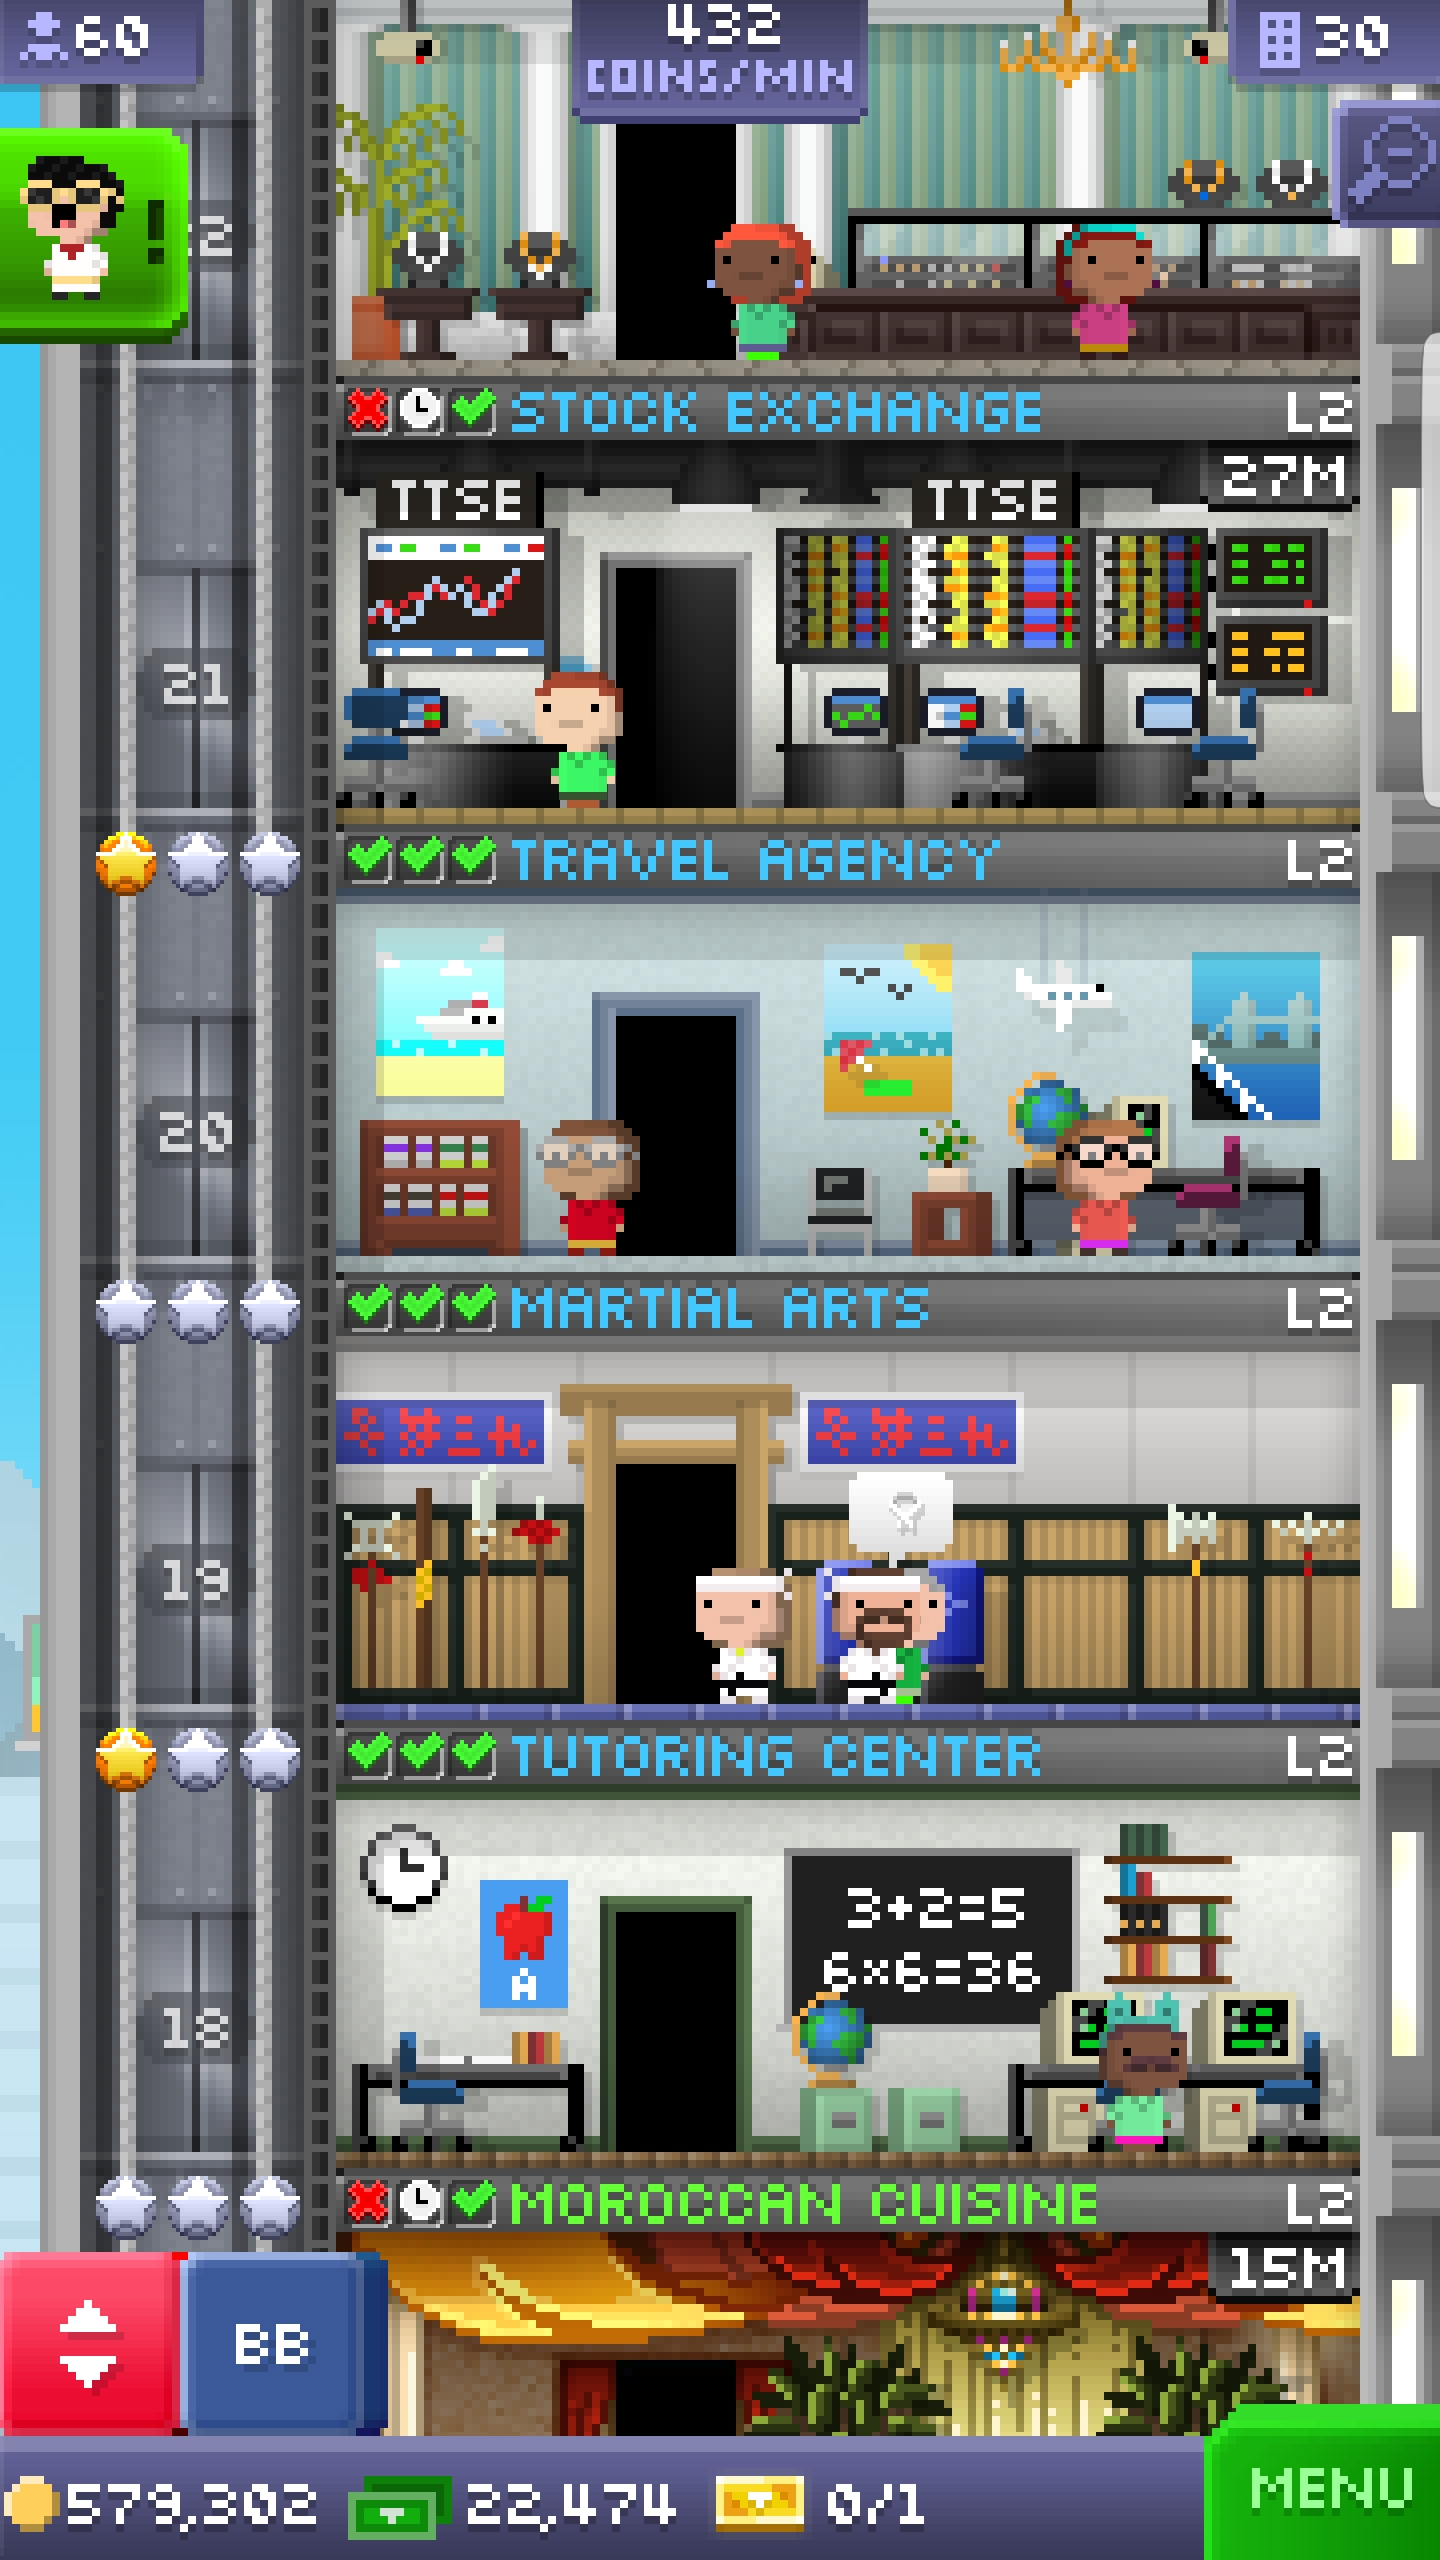 60
432
COINS/MIN
30
!
STOCK EXCHANGE L2
27M
TTSE TTSE
21
TRAVEL AGENCY L2
20
MARTIAL ARTS L2
19
TUTORING CENTER L2
3+2=5
6×6=36
A
18
MOROCCAN CUISINE L2
15M
BB
579,302 22,474 0/1
MENU